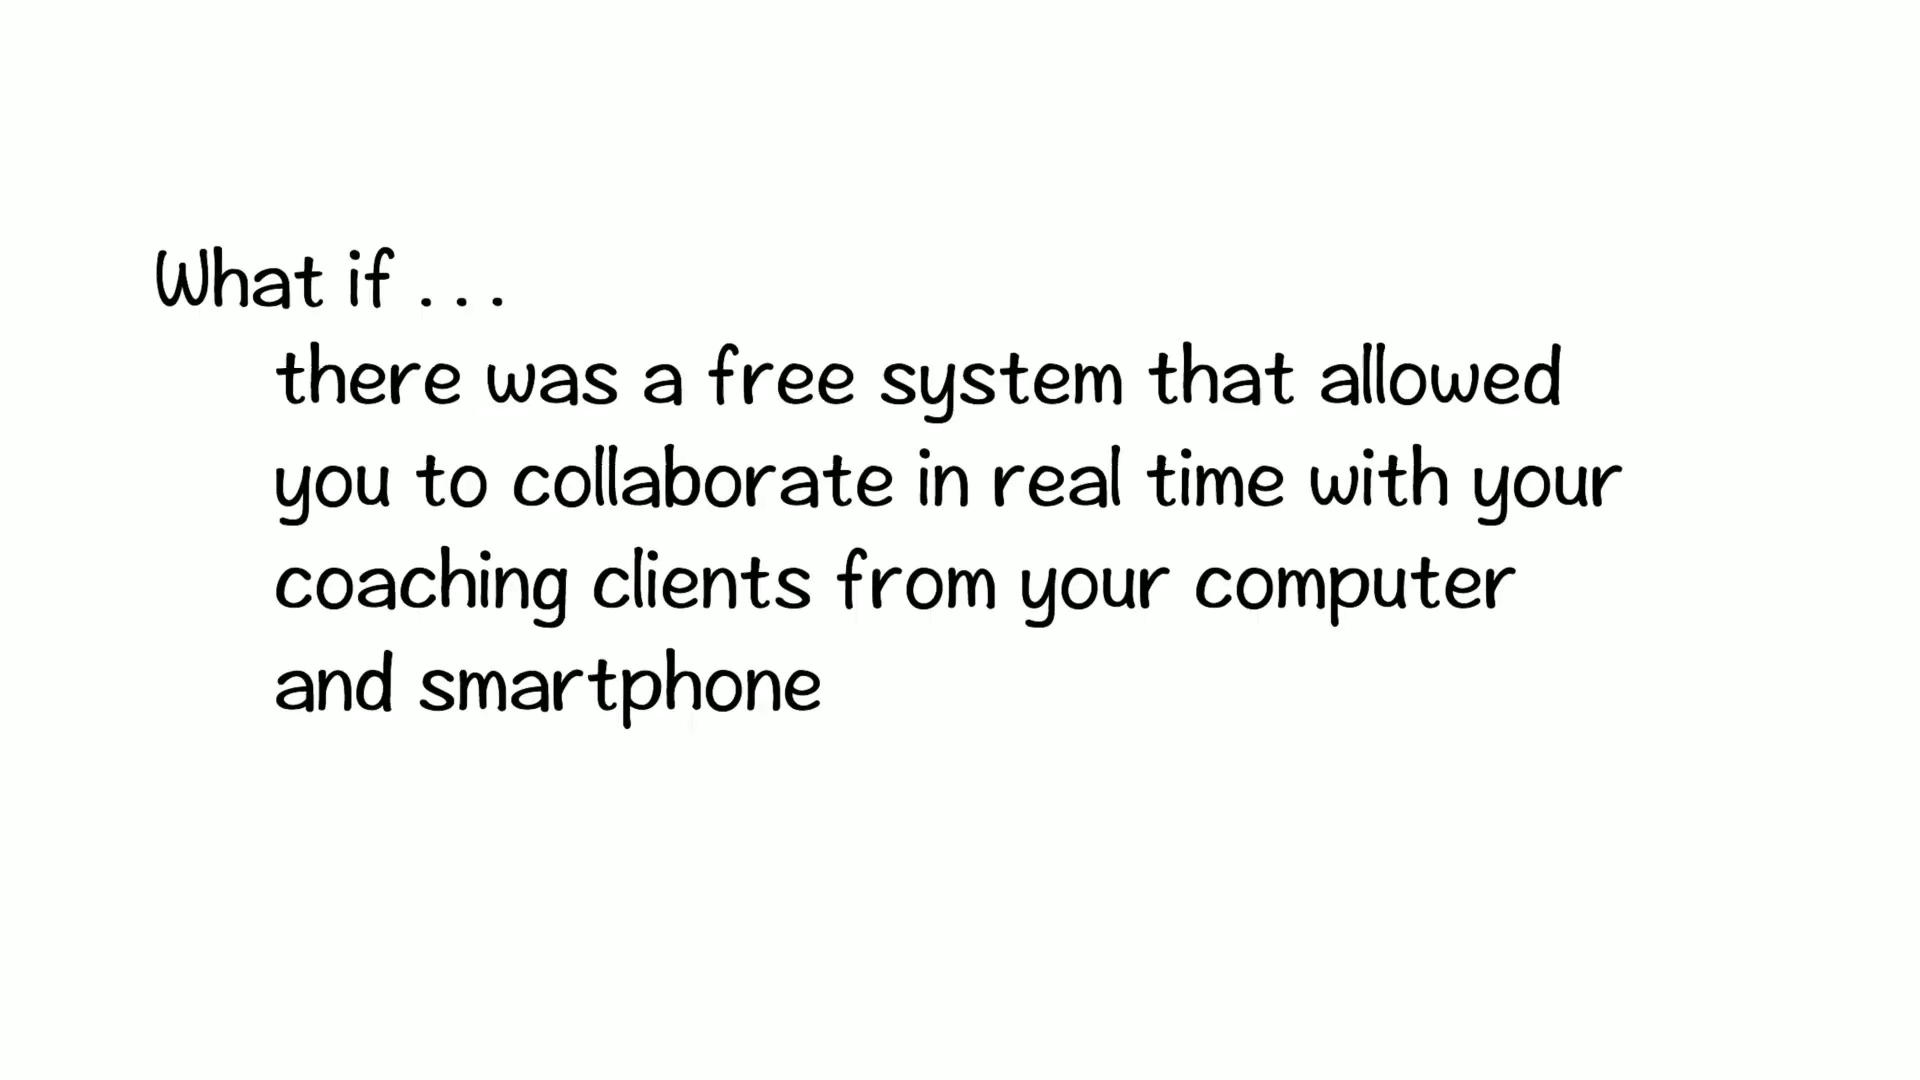 What if . . .
there was a free system that allowed
you to collaborate in real time with your
coaching clients from your computer
and smartphone